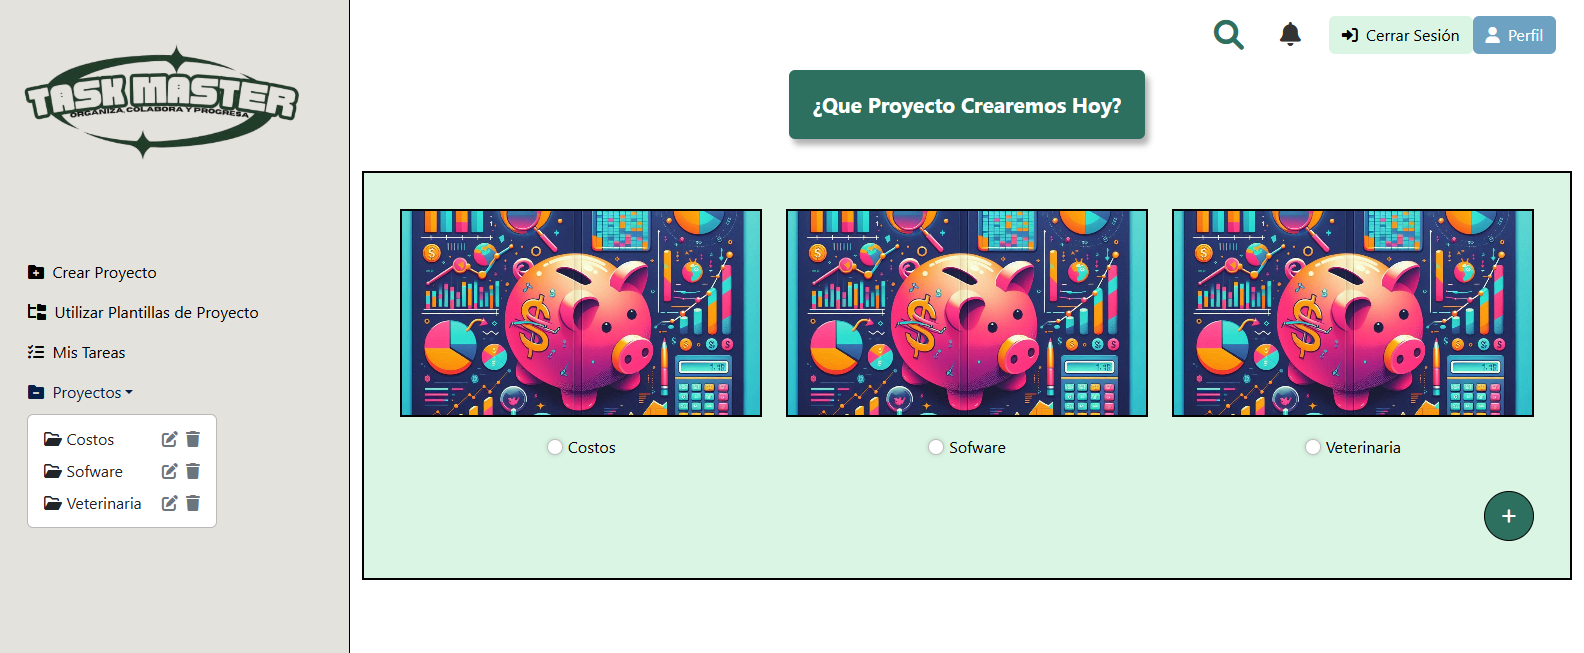 TASK MASTER
ORGANIZA, COLABORA Y PROGRESA
Crear Proyecto
Utilizar Plantillas de Proyecto
Mis Tareas
Proyectos
Costos
Sofware
Veterinaria
Cerrar Sesión
Perfil
¿Que Proyecto Crearemos Hoy?
$
$
$
Costos
Sofware
Veterinaria
+